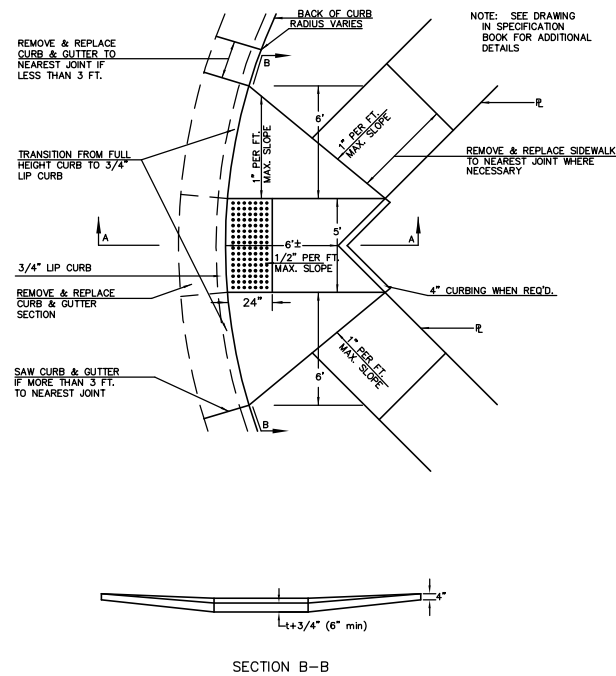 BACK OF CURB
RADIUS VARIES
NOTE: SEE DRAWING
IN SPECIFICATION
BOOK FOR ADDITIONAL
DETAILS
REMOVE & REPLACE
CURB & GUTTER TO
NEAREST JOINT IF
LESS THAN 3 FT.
B
6'
1" PER FT.
MAX. SLOPE
1" PER FT.
MAX. SLOPE
PL
REMOVE & REPLACE SIDEWALK
TO NEAREST JOINT WHERE
NECESSARY
TRANSITION FROM FULL
HEIGHT CURB TO 3/4"
LIP CURB
A
6'±
5'
A
1/2" PER FT.
MAX. SLOPE
3/4" LIP CURB
24"
4" CURBING WHEN REQ'D.
REMOVE & REPLACE
CURB & GUTTER
SECTION
PL
1" PER FT.
MAX. SLOPE
6'
SAW CURB & GUTTER
IF MORE THAN 3 FT.
TO NEAREST JOINT
B
4"
t+3/4" (6" min)
SECTION B-B